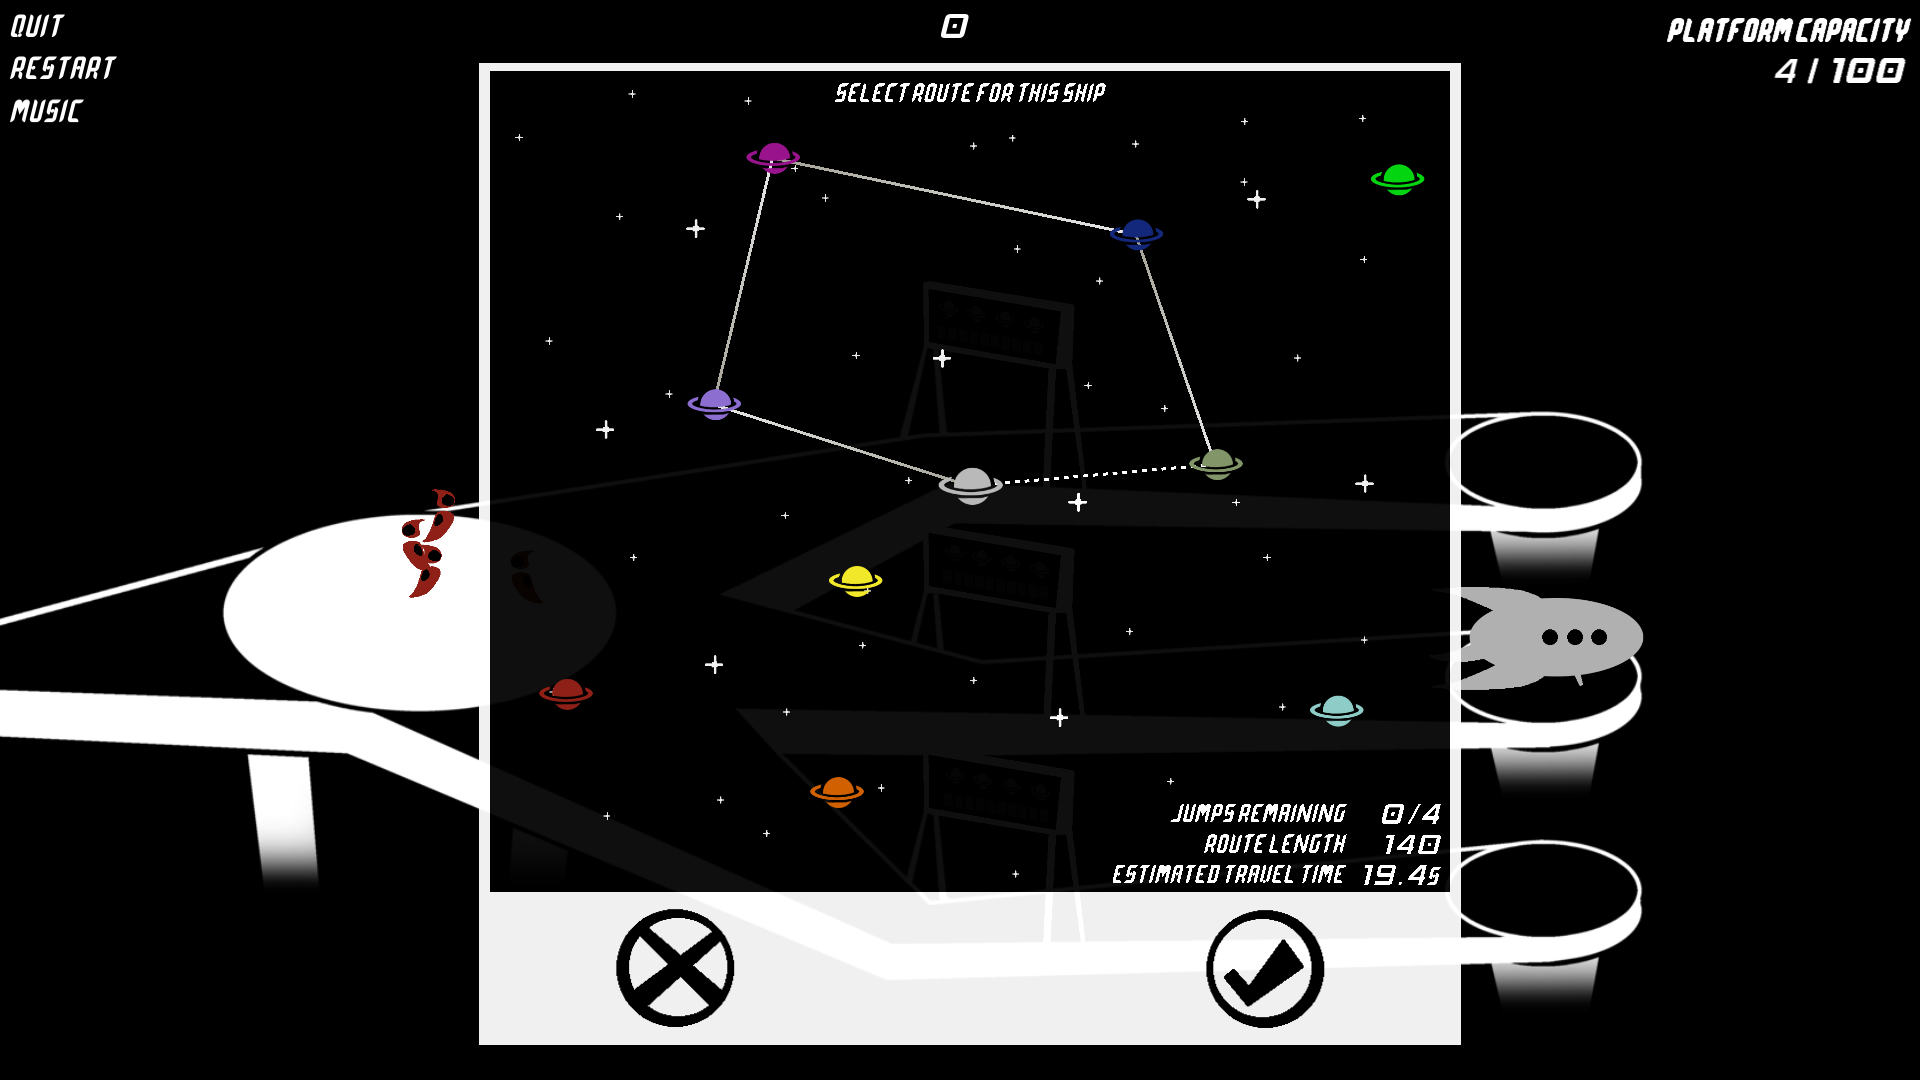 QUIT
RESTART
MUSIC
0
PLATFORM CAPACITY
4 / 100
SELECT ROUTE FOR THIS SHIP
JUMPS REMAINING 0/4
ROUTE LENGTH 140
ESTIMATED TRAVEL TIME 19.4s